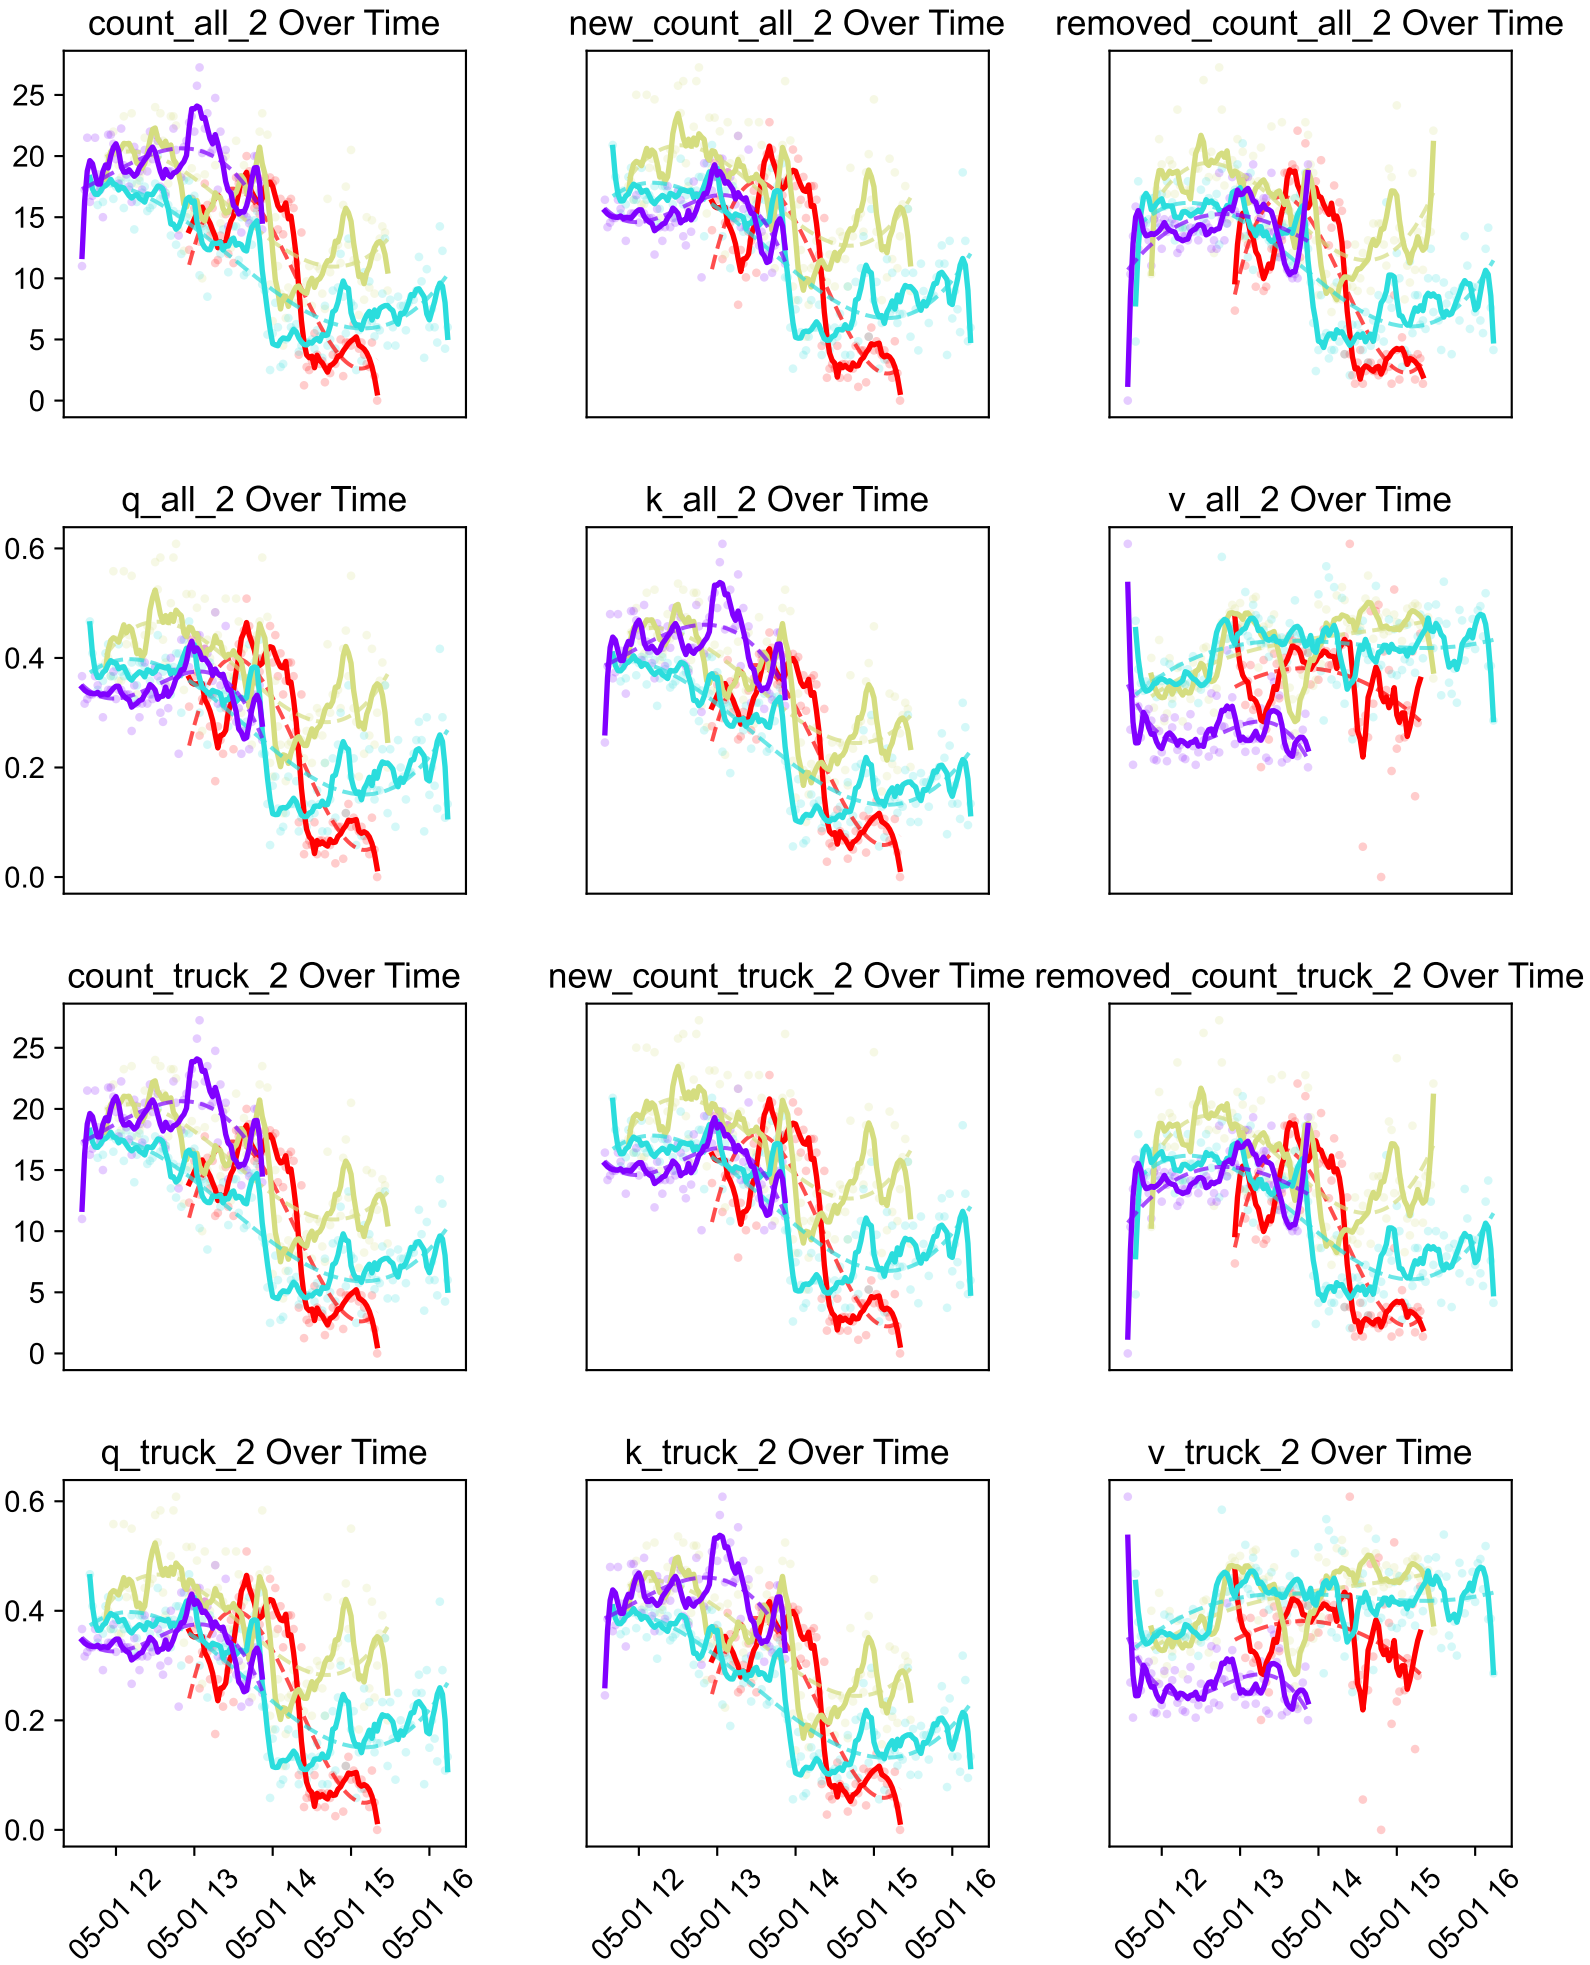 count_all_2 Over Time
new_count_all_2 Over Time
removed_count_all_2 Over Time
25
20
15
10
5
0
q_all_2 Over Time
k_all_2 Over Time
v_all_2 Over Time
0.6
0.4
0.2
0.0
count_truck_2 Over Time
new_count_truck_2 Over Time
removed_count_truck_2 Over Time
25
20
15
10
5
0
q_truck_2 Over Time
k_truck_2 Over Time
v_truck_2 Over Time
0.6
0.4
0.2
0.0
05-01 12
05-01 13
05-01 14
05-01 15
05-01 16
05-01 12
05-01 13
05-01 14
05-01 15
05-01 16
05-01 12
05-01 13
05-01 14
05-01 15
05-01 16